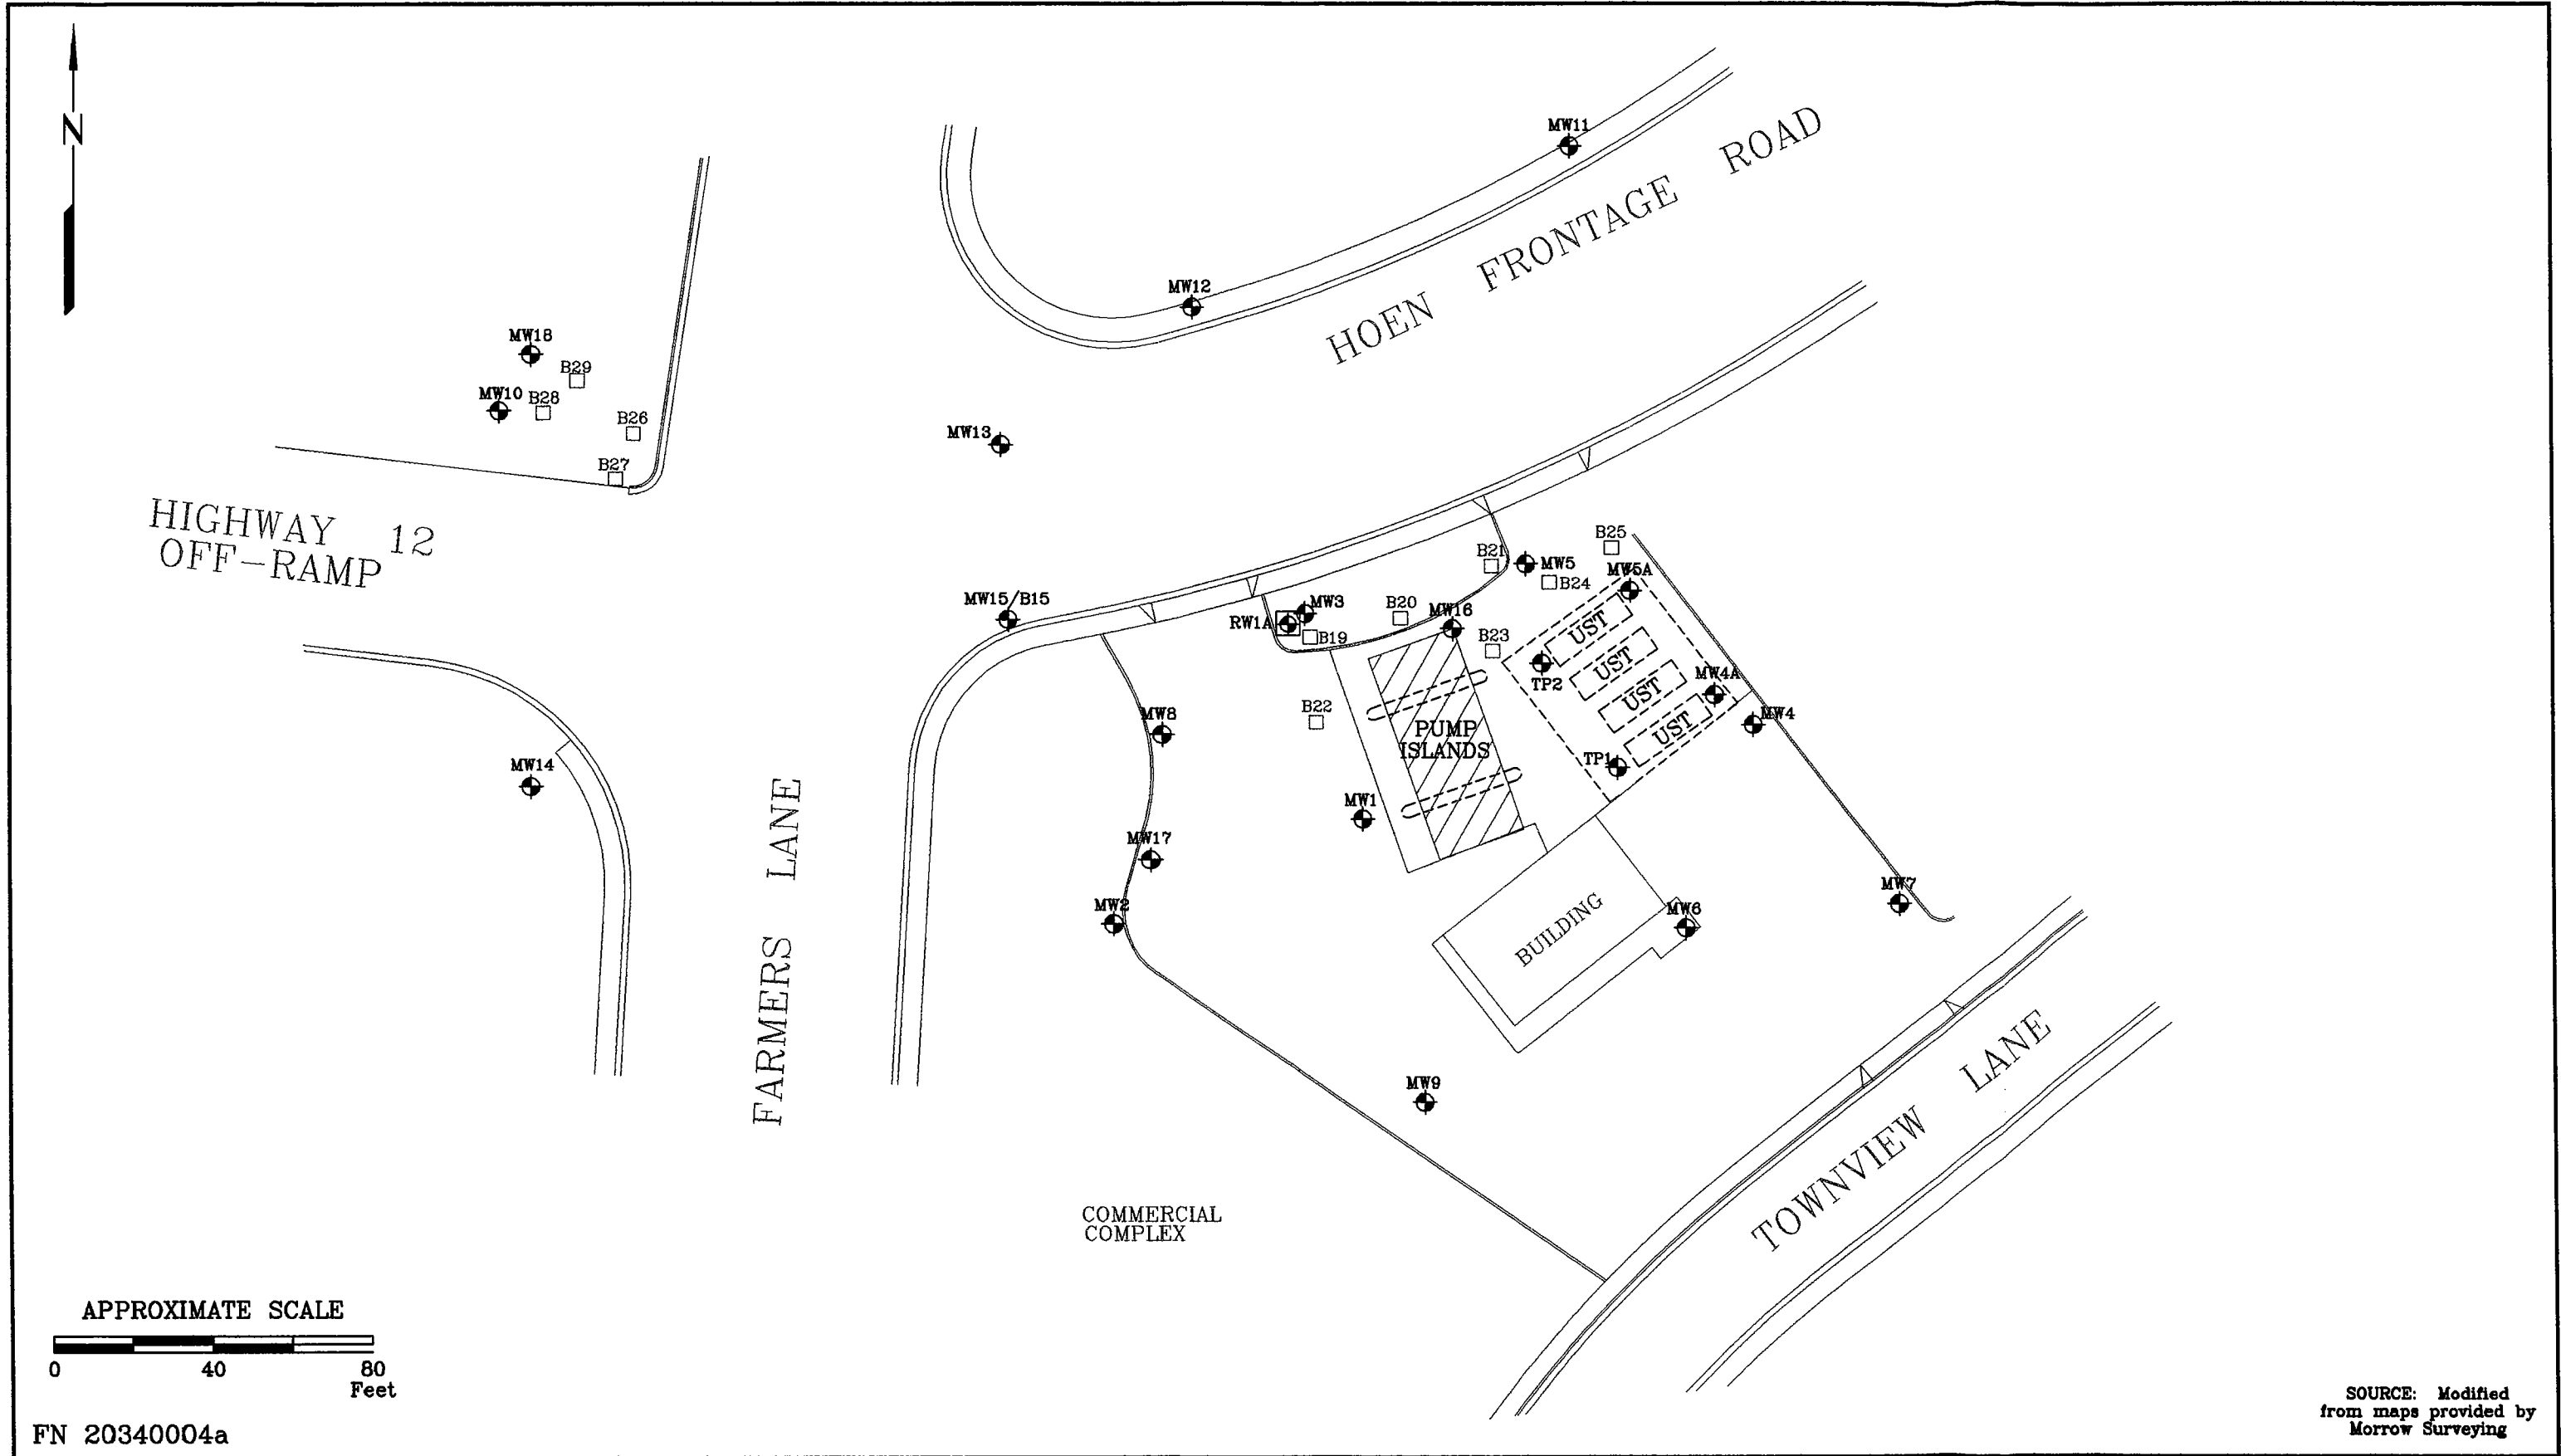 N
MW11
HOEN FRONTAGE ROAD
MW12
MW18
B29
MW10
B28
B26
B27
MW13
HIGHWAY 12
OFF-RAMP
MW15/B15
RW1A
MW3
B19
B20
B21
MW5
B24
B25
MW5A
MW16
B23
TP2
UST
UST
UST
UST
MW4A
MW4
TP1
B22
PUMP
ISLANDS
MW8
MW14
MW1
MW17
MW2
FARMERS LANE
BUILDING
MW6
MW7
MW9
TOWNVIEW LANE
COMMERCIAL
COMPLEX
APPROXIMATE SCALE
0 40 80
Feet
FN 20340004a
SOURCE: Modified
from maps provided by
Morrow Surveying